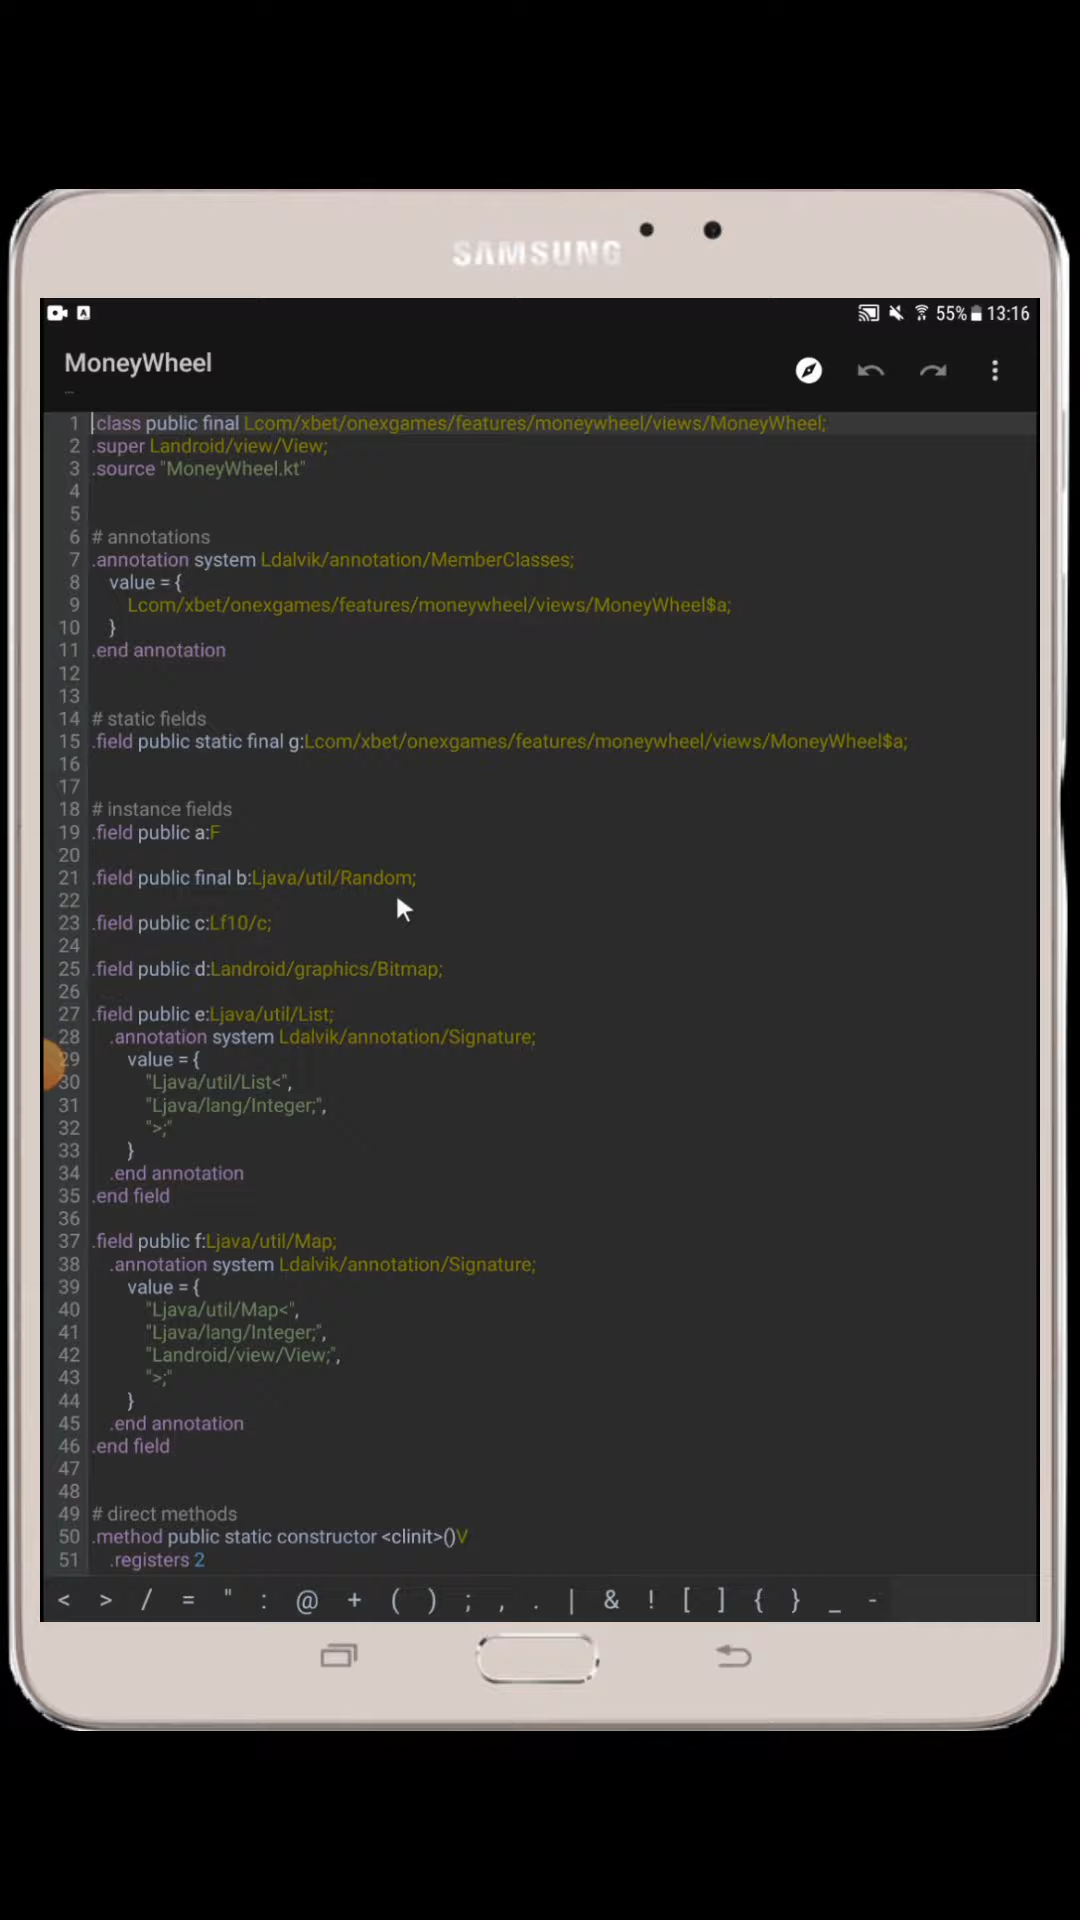 SAMSUNG
55% 13:16
MoneyWheel
...
1 .class public final Lcom/xbet/onexgames/features/moneywheel/views/MoneyWheel;
2 .super Landroid/view/View;
3 .source "MoneyWheel.kt"
4
5
6 # annotations
7 .annotation system Ldalvik/annotation/MemberClasses;
8 value = {
9 Lcom/xbet/onexgames/features/moneywheel/views/MoneyWheel$a;
10 }
11 .end annotation
12
13
14 # static fields
15 .field public static final g:Lcom/xbet/onexgames/features/moneywheel/views/MoneyWheel$a;
16
17
18 # instance fields
19 .field public a:F
20
21 .field public final b:Ljava/util/Random;
22
23 .field public c:Lf10/c;
24
25 .field public d:Landroid/graphics/Bitmap;
26
27 .field public e:Ljava/util/List;
28 .annotation system Ldalvik/annotation/Signature;
29 value = {
30 "Ljava/util/List<",
31 "Ljava/lang/Integer;",
32 ">;"
33 }
34 .end annotation
35 .end field
36
37 .field public f:Ljava/util/Map;
38 .annotation system Ldalvik/annotation/Signature;
39 value = {
40 "Ljava/util/Map<",
41 "Ljava/lang/Integer;",
42 "Landroid/view/View;",
43 ">;"
44 }
45 .end annotation
46 .end field
47
48
49 # direct methods
50 .method public static constructor <clinit>()V
51 .registers 2
< > / = " : @ + ( ) ; , . | & ! [ ] { } _ -